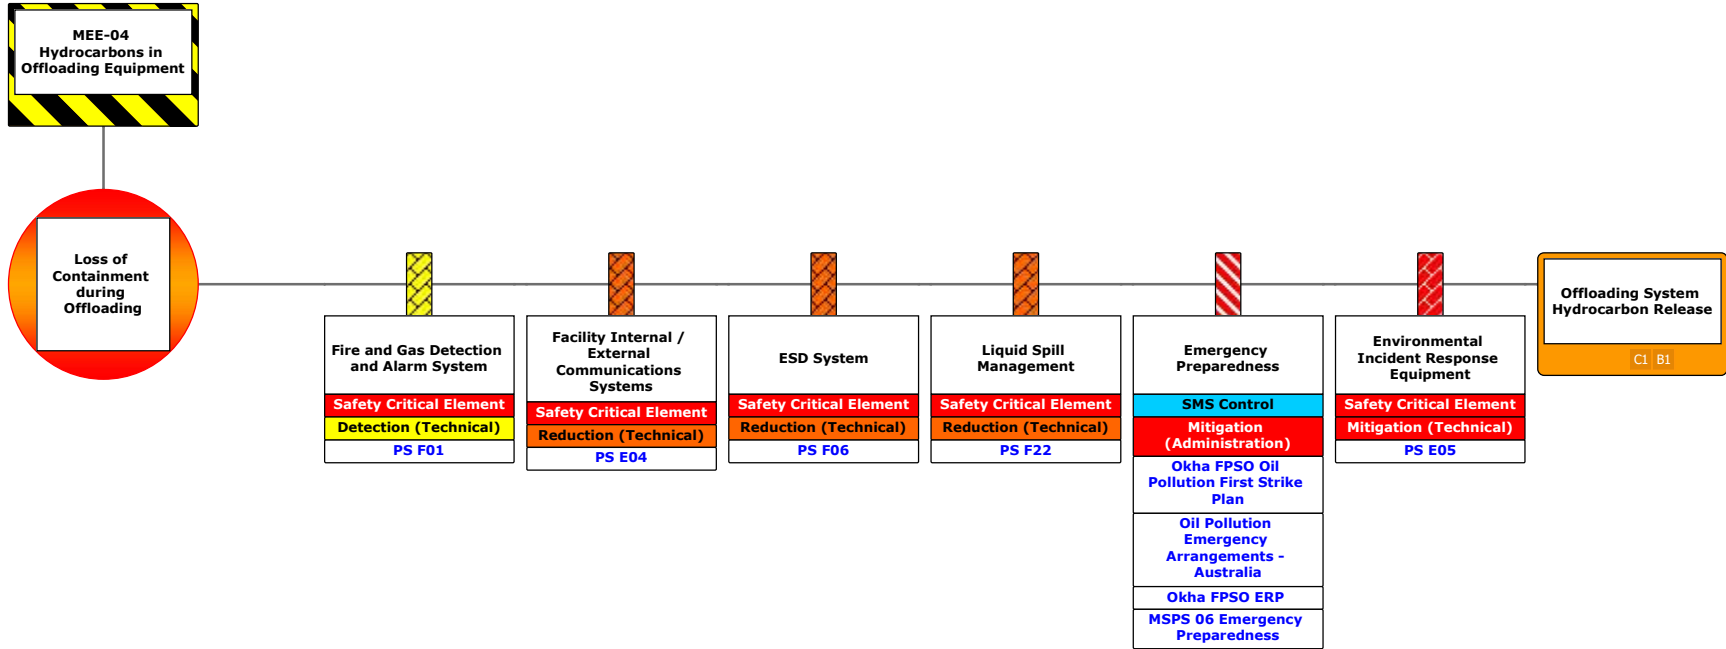 MEE-04
Hydrocarbons in
Offloading Equipment
Loss of
Containment
during
Offloading
Fire and Gas Detection
and Alarm System
Safety Critical Element
Detection (Technical)
PS F01
Facility Internal /
External
Communications
Systems
Safety Critical Element
Reduction (Technical)
PS E04
ESD System
Safety Critical Element
Reduction (Technical)
PS F06
Liquid Spill
Management
Safety Critical Element
Reduction (Technical)
PS F22
Emergency
Preparedness
SMS Control
Mitigation
(Administration)
Okha FPSO Oil
Pollution First Strike
Plan
Oil Pollution
Emergency
Arrangements -
Australia
Okha FPSO ERP
MSPS 06 Emergency
Preparedness
Environmental
Incident Response
Equipment
Safety Critical Element
Mitigation (Technical)
PS E05
Offloading System
Hydrocarbon Release
C1 B1